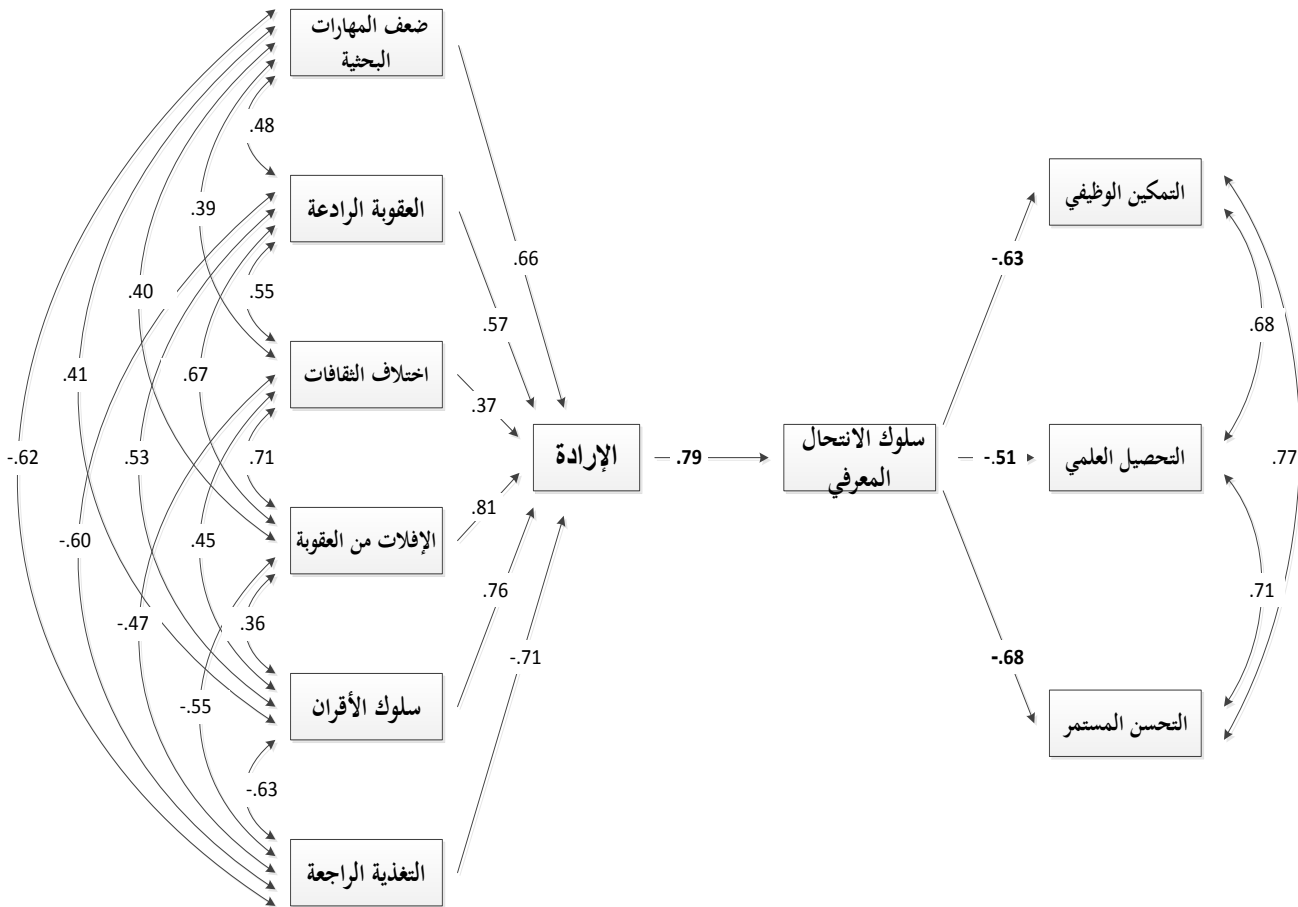 ضعف المهارات
البحثية
.48
العقوبة الرادعة
التمكين الوظيفي
.39
.66
-.63
.40
.55
.57
.68
اختلاف الثقافات
.41
.67
.37
-.62
.53
.71
الإرادة
.79
سلوك الانتحال
المعرفي
-.51
التحصيل العلمي
.77
.81
الإفلات من العقوبة
-.60
.45
.76
.71
-.47
.36
-.71
-.68
-.55
سلوك الأقران
التحسن المستمر
-.63
التغذية الراجعة